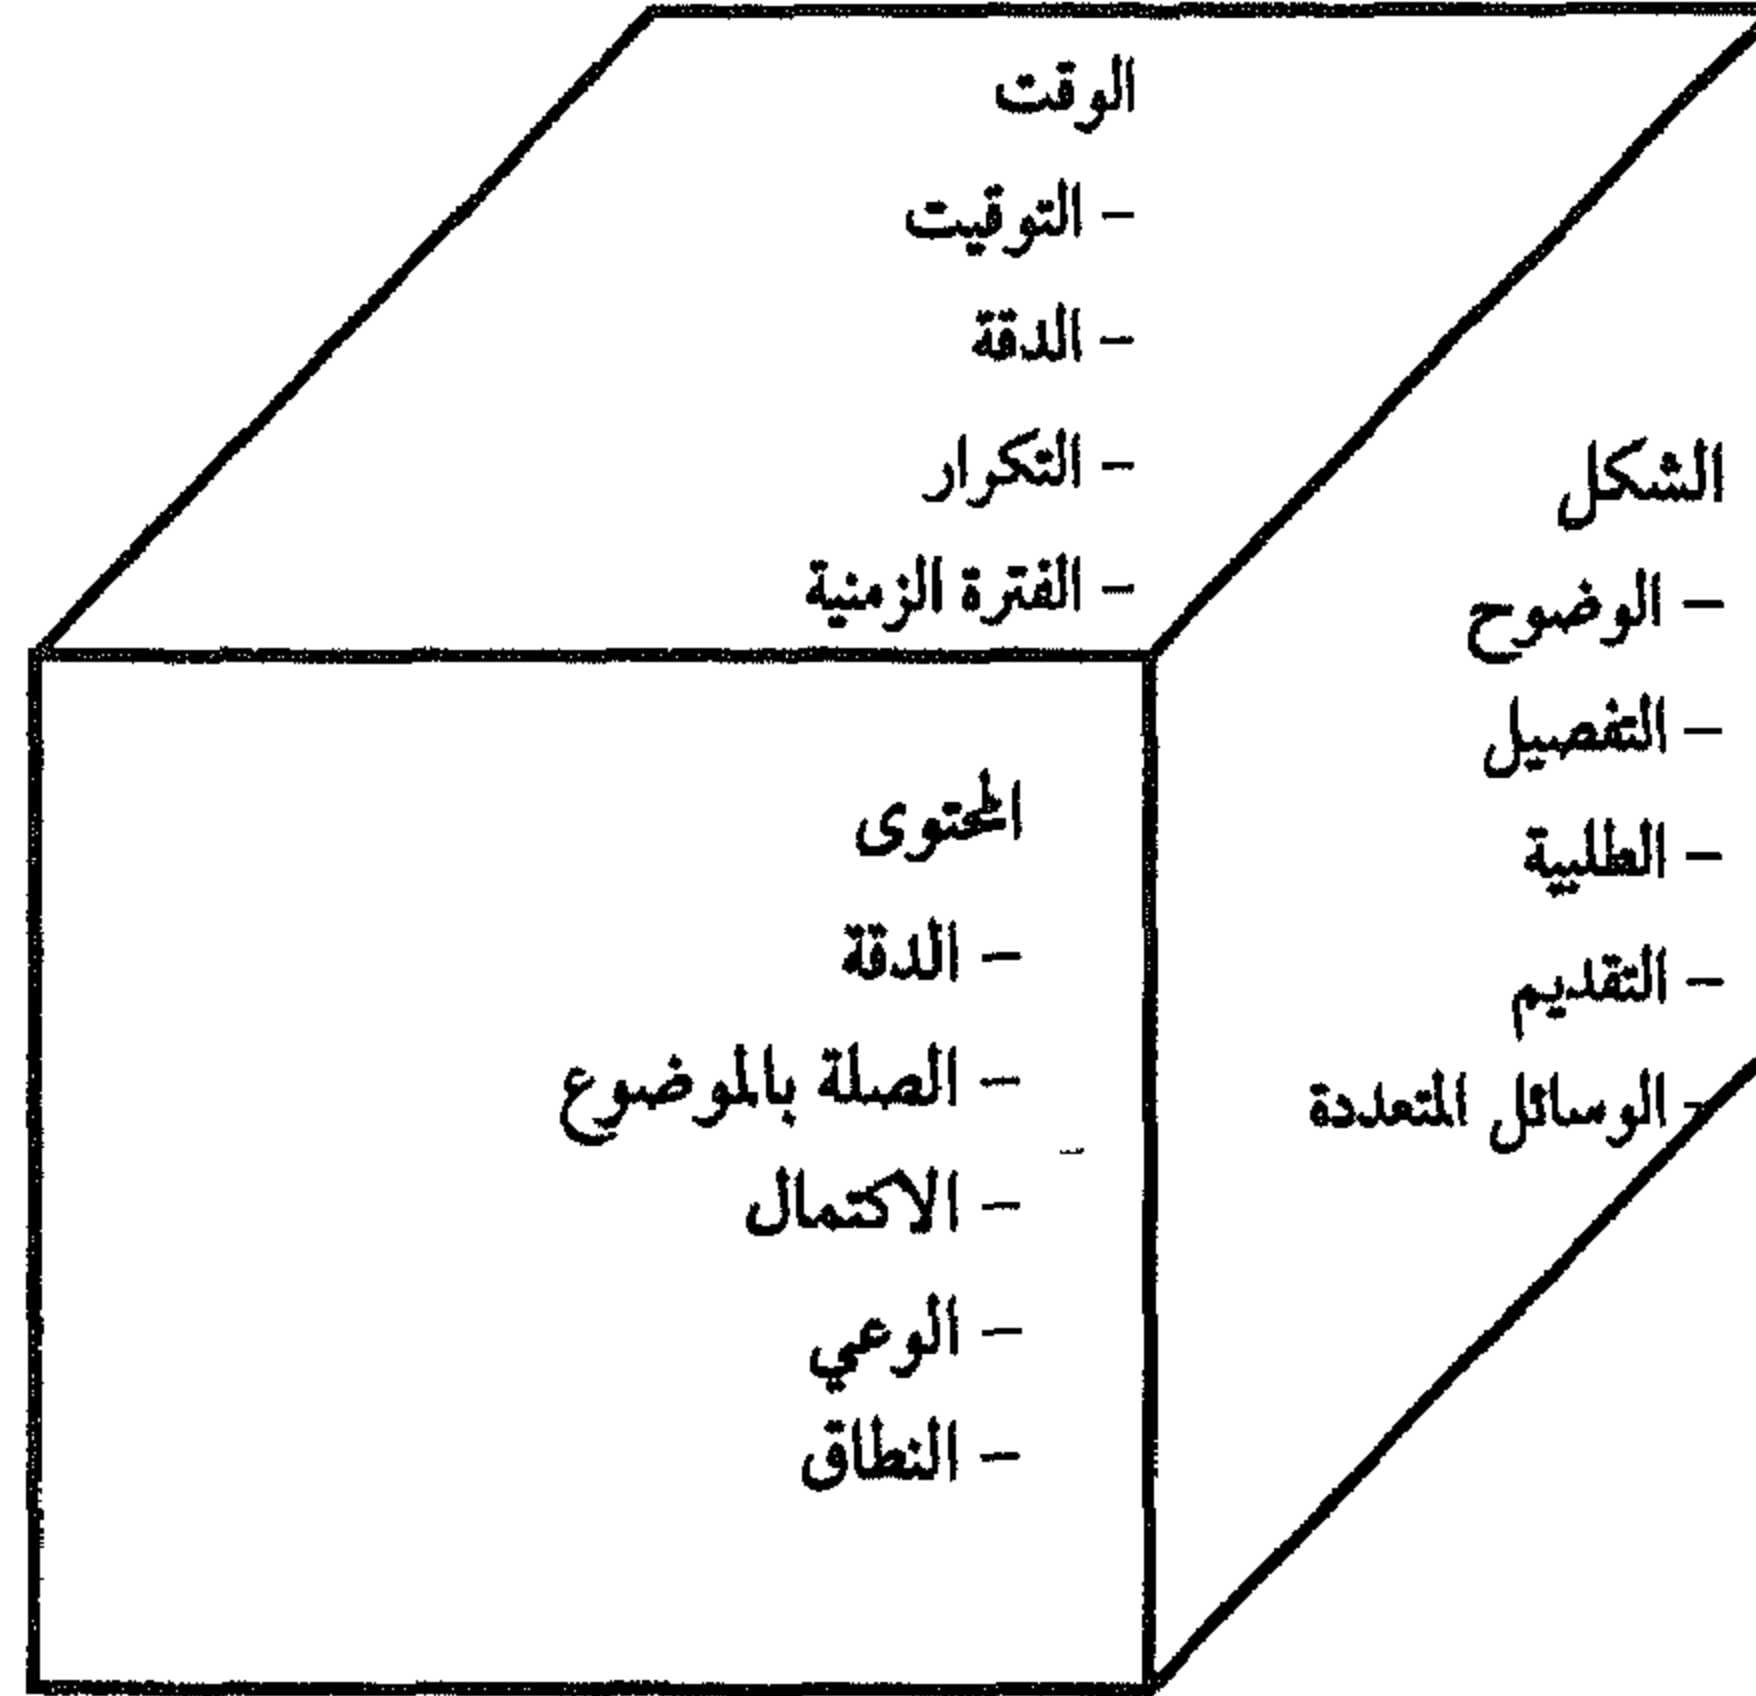 الوقت
– التوقيت
– الدقة
– التكرار
– الفترة الزمنية
الشكل
– الوضوح
– التفصيل
– الطلبية
– التقديم
- الوسائل المتعددة
المحتوى
– الدقة
– الصلة بالموضوع
– الاكتمال
– الوعي
– النطاق